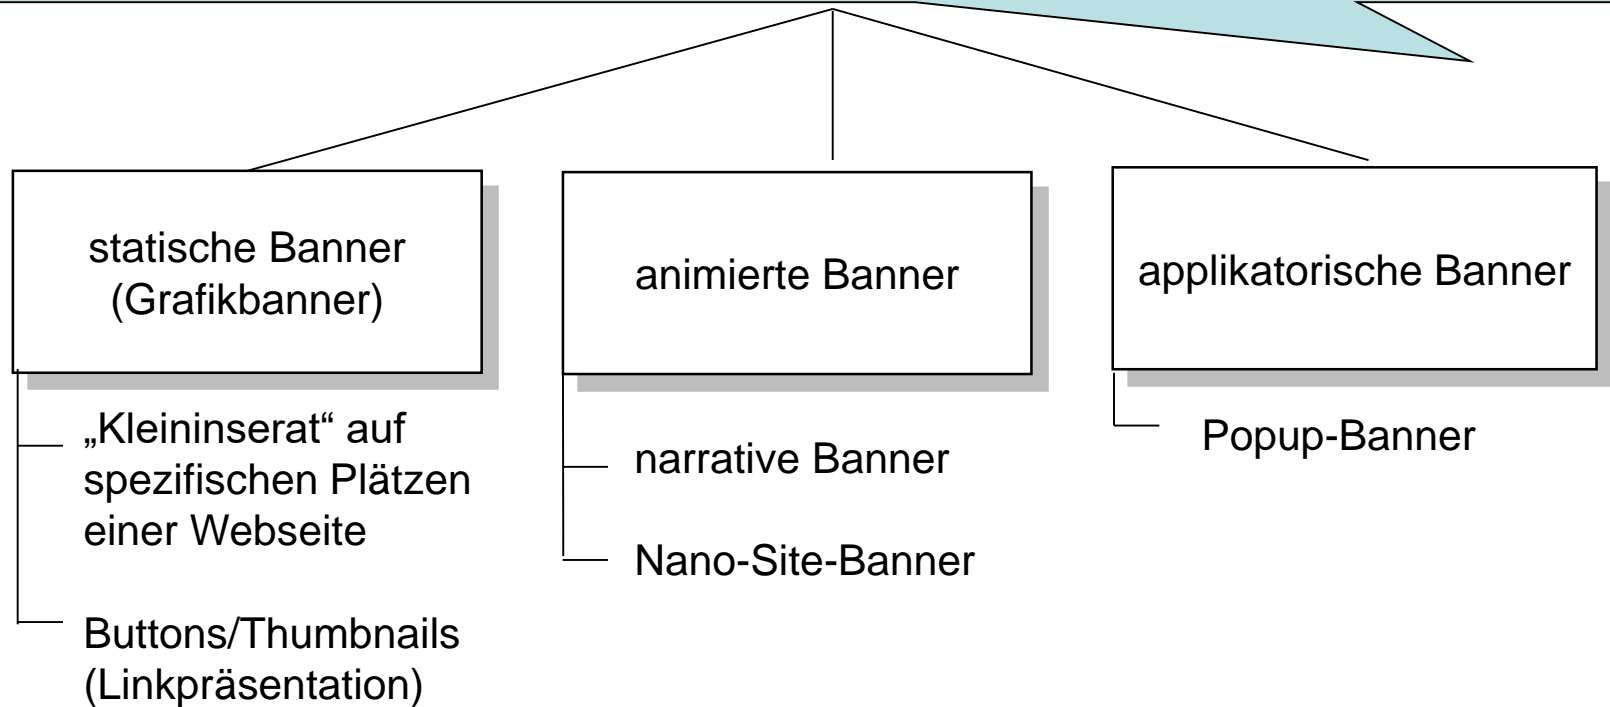 statische Banner
(Grafikbanner)
„Kleininserat“ auf
spezifischen Plätzen
einer Webseite
Buttons/Thumbnails
(Linkpräsentation)
animierte Banner
narrative Banner
Nano-Site-Banner
applikatorische Banner
Popup-Banner